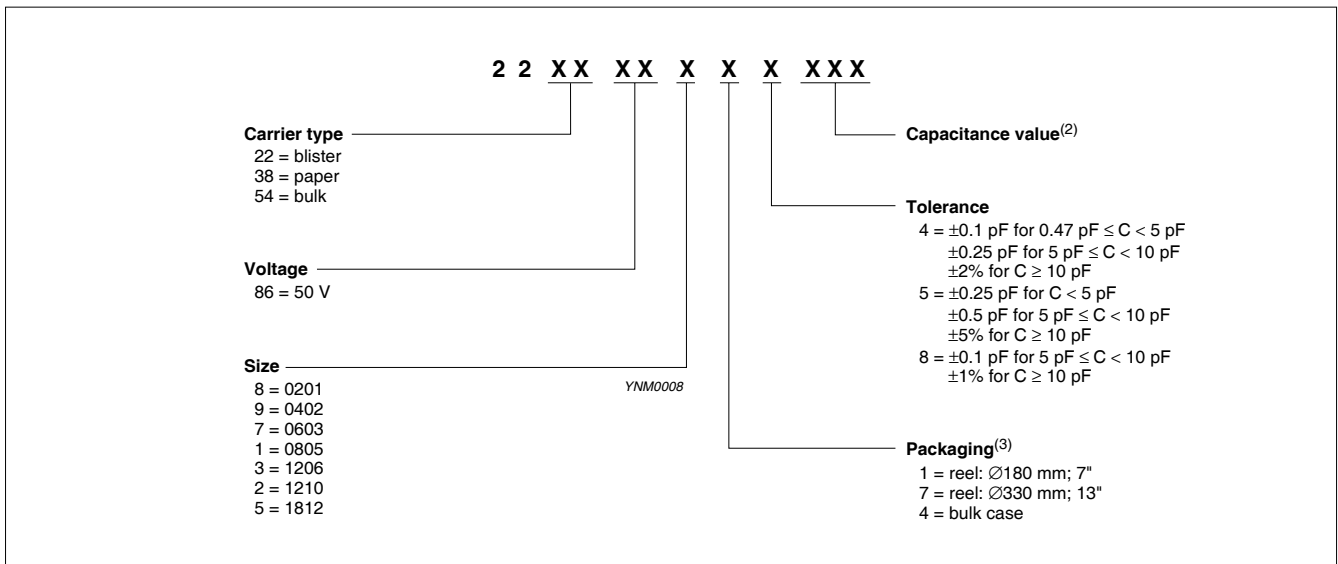 2 2 X X X X X X X X X X
Carrier type
22 = blister
38 = paper
54 = bulk
Voltage
86 = 50 V
Size
8 = 0201
9 = 0402
7 = 0603
1 = 0805
3 = 1206
2 = 1210
5 = 1812
YNM0008
Capacitance value(2)
Tolerance
4 = ±0.1 pF for 0.47 pF ≤ C < 5 pF
±0.25 pF for 5 pF ≤ C < 10 pF
±2% for C ≥ 10 pF
5 = ±0.25 pF for C < 5 pF
±0.5 pF for 5 pF ≤ C < 10 pF
±5% for C ≥ 10 pF
8 = ±0.1 pF for 5 pF ≤ C < 10 pF
±1% for C ≥ 10 pF
Packaging(3)
1 = reel: ∅180 mm; 7"
7 = reel: ∅330 mm; 13"
4 = bulk case